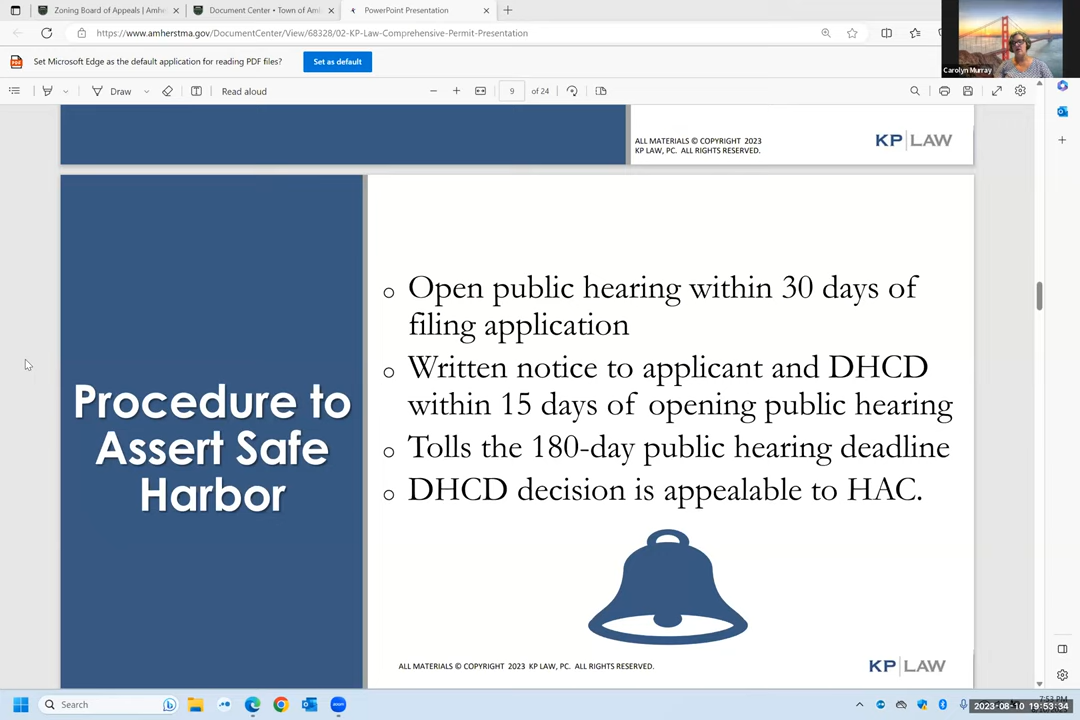 Zoning Board of Appeals | Amh
Document Center • Town of Am
PowerPoint Presentation
https://www.amherstma.gov/DocumentCenter/View/68328/02-KP-Law-Comprehensive-Permit-Presentation
Carolyn Murray
Set Microsoft Edge as the default application for reading PDF files?
Set as default
Draw
Read aloud
9 of 24
ALL MATERIALS © COPYRIGHT 2023
KP LAW, PC. ALL RIGHTS RESERVED.
KP | LAW
Procedure to
Assert Safe
Harbor
Open public hearing within 30 days of
filing application
Written notice to applicant and DHCD
within 15 days of opening public hearing
Tolls the 180-day public hearing deadline
DHCD decision is appealable to HAC.
ALL MATERIALS © COPYRIGHT 2023 KP LAW, PC. ALL RIGHTS RESERVED.
KP | LAW
Search
7:53 PM
2023-08-10 19:53:34